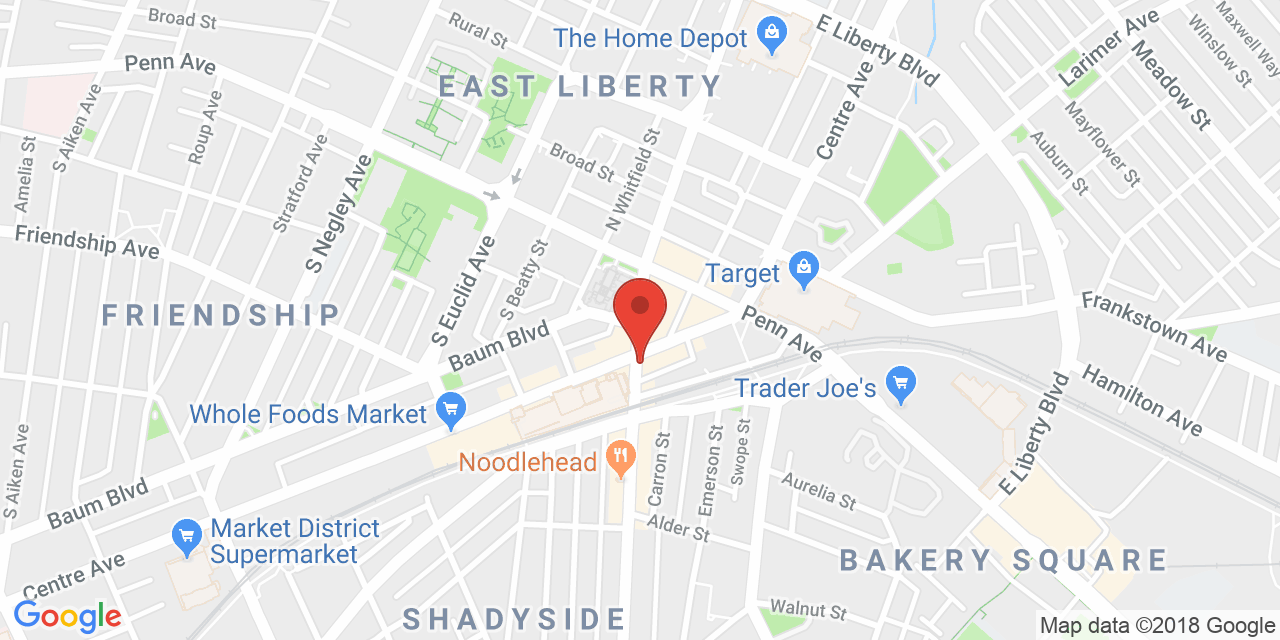 Broad St
Rural St
The Home Depot
E Liberty Blvd
Larimer Ave
Maxwell Way
Winslow St
Meadow St
Penn Ave
EAST LIBERTY
Centre Ave
S Aiken Ave
Roup Ave
Mayflower St
Auburn St
Amelia St
Stratford Ave
S Negley Ave
Broad St
N Whitfield St
Friendship Ave
S Euclid Ave
S Beatty St
Target
FRIENDSHIP
Baum Blvd
Penn Ave
Frankstown Ave
Whole Foods Market
Trader Joe's
Hamilton Ave
E Liberty Blvd
Noodlehead
Carron St
Emerson St
Swope St
S Aiken Ave
Baum Blvd
Aurelia St
Market District
Supermarket
Alder St
Centre Ave
BAKERY SQUARE
SHADYSIDE
Walnut St
Google
Map data ©2018 Google